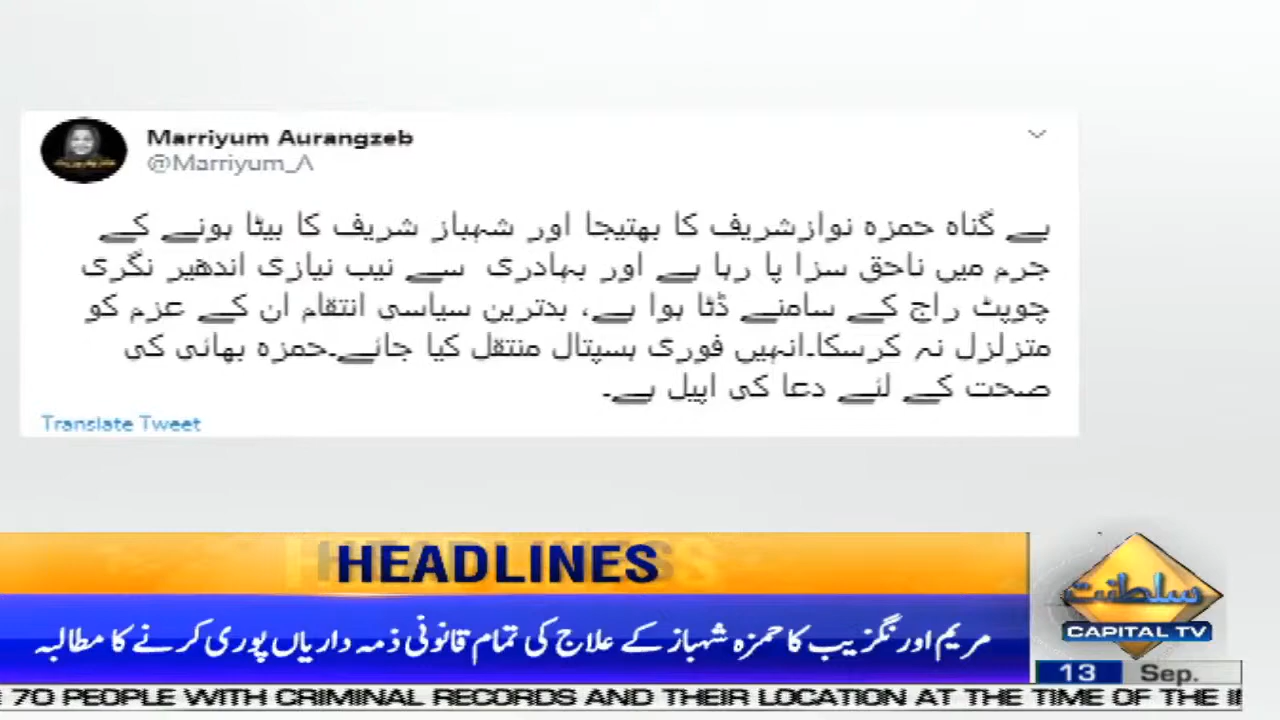 Marriyum Aurangzeb
@Marriyum_A
بے گناہ حمزہ نوازشریف کا بھتیجا اور شہباز شریف کا بیٹا ہونے کے
جرم میں ناحق سزا پا رہا ہے اور بہادری سے نیب نیازی اندھیر نگری
چوپٹ راج کے سامنے ڈٹا ہوا ہے، بدترین سیاسی انتقام ان کے عزم کو
متزلزل نہ کرسکا۔انہیں فوری ہسپتال منتقل کیا جائے۔حمزہ بھائی کی
صحت کے لئے دعا کی اپیل ہے۔
Translate Tweet
HEADLINES
مریم اورنگزیب کا حمزہ شہباز کے علاج کی تمام قانونی ذمہ داریاں پوری کرنے کا مطالبہ
سلطنت
CAPITAL TV
13 Sep.
70 PEOPLE WITH CRIMINAL RECORDS AND THEIR LOCATION AT THE TIME OF THE